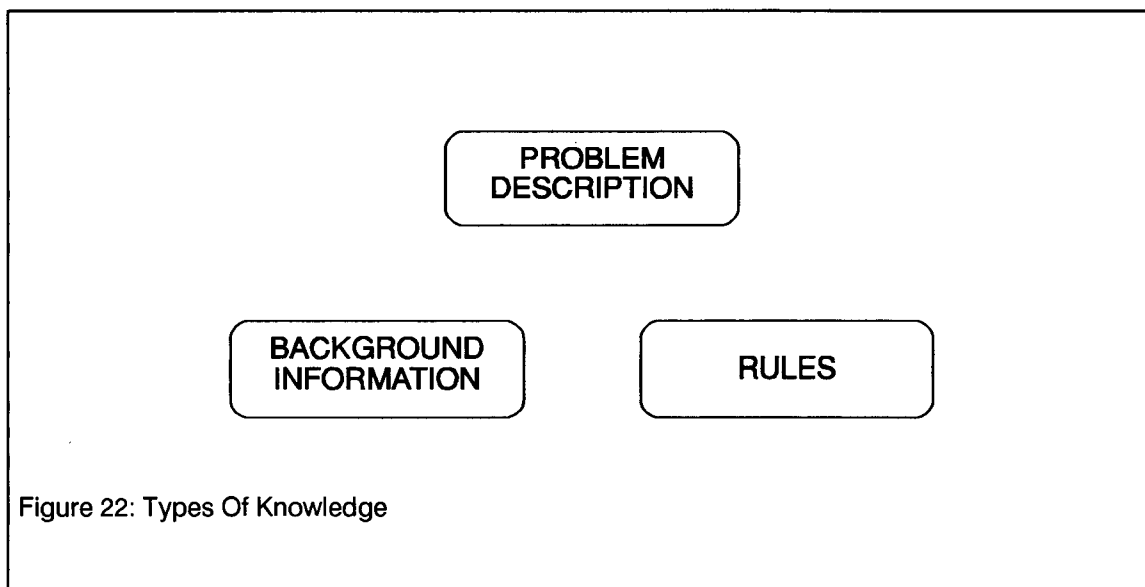 PROBLEM
DESCRIPTION
BACKGROUND
INFORMATION
RULES
Figure 22: Types Of Knowledge